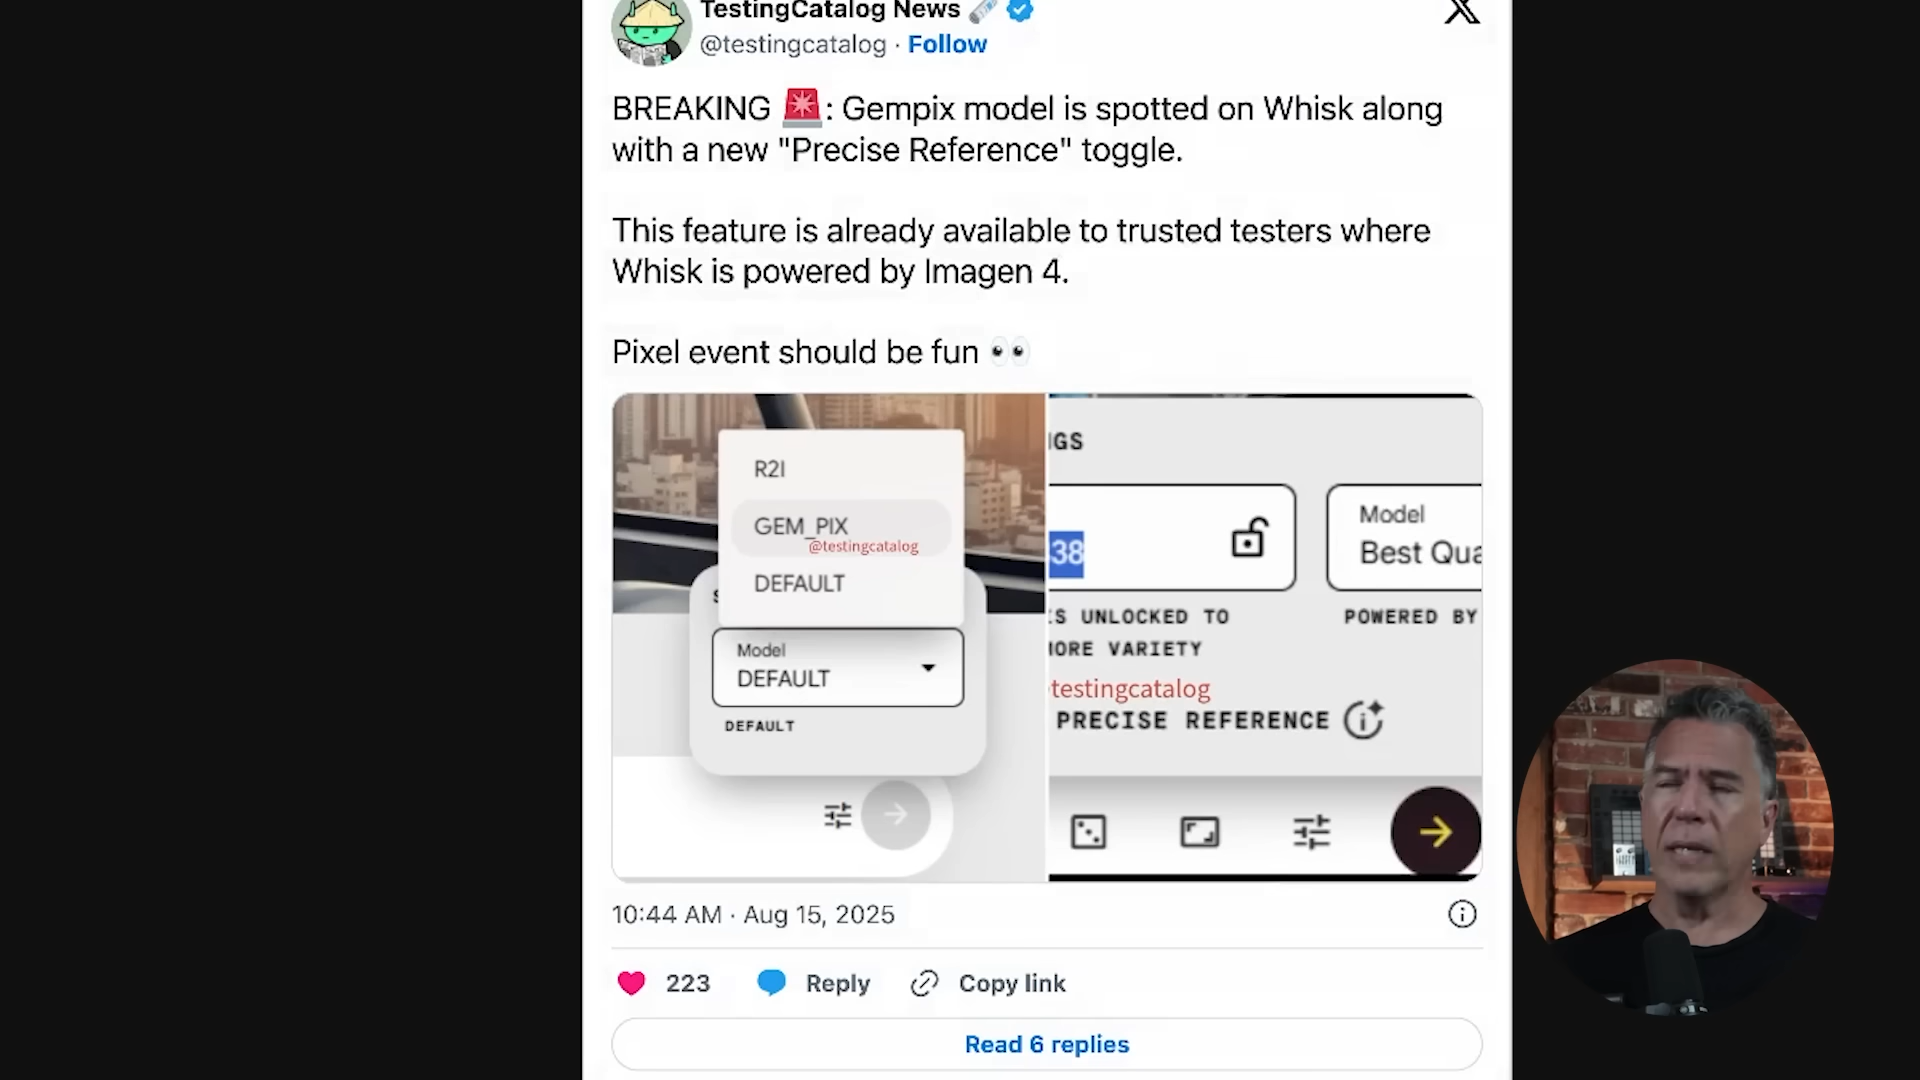 TestingCatalog News
@testingcatalog · Follow
BREAKING 🚨: Gempix model is spotted on Whisk along
with a new "Precise Reference" toggle.
This feature is already available to trusted testers where
Whisk is powered by Imagen 4.
Pixel event should be fun 👀
R2I
GEM_PIX
@testingcatalog
DEFAULT
S
Model
DEFAULT
DEFAULT
IGS
38
Model
Best Qua
IS UNLOCKED TO
MORE VARIETY
POWERED BY
testingcatalog
PRECISE REFERENCE
10:44 AM · Aug 15, 2025
223
Reply
Copy link
Read 6 replies